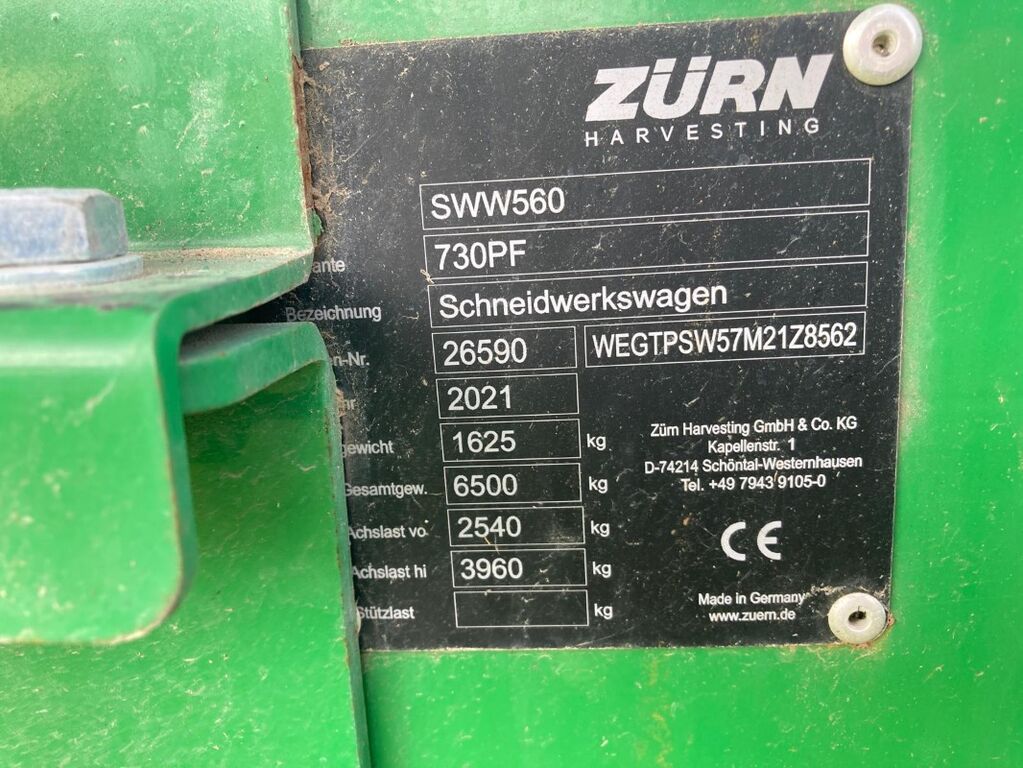 ZÜRN
HARVESTING
SWW560
ante 730PF
Bezeichnung Schneidwerkswagen
en-Nr. 26590 WEGTPSW57M21Z8562
hr 2021
gewicht 1625 kg
Gesamtgew. 6500 kg
Achslast vo 2540 kg
Achslast hi 3960 kg
Stützlast kg
Zürn Harvesting GmbH & Co. KG
Kapellenstr. 1
D-74214 Schöntal-Westernhausen
Tel. +49 7943 9105-0
CE
Made in Germany
www.zuern.de